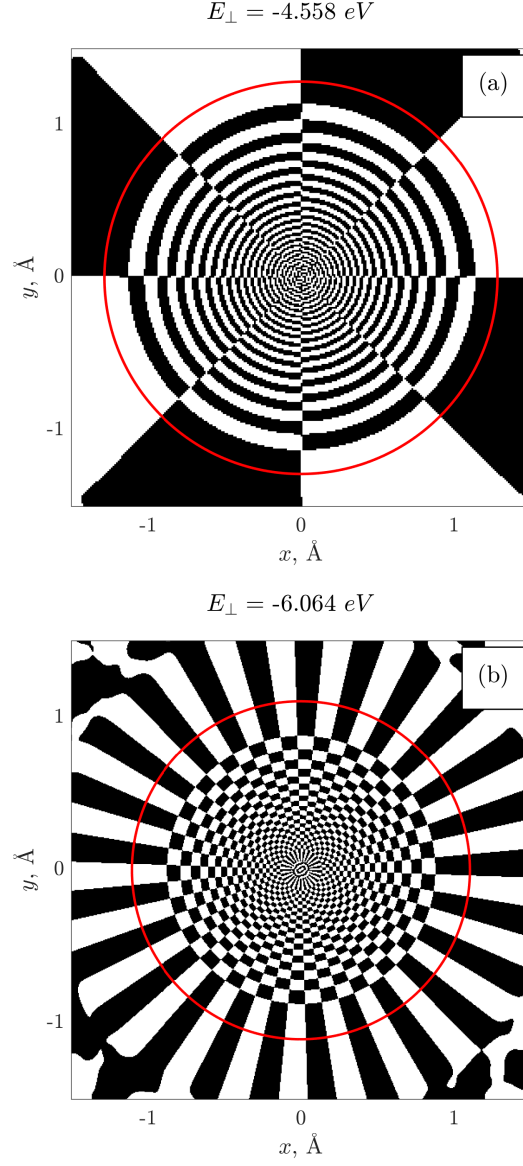 E⊥ = -4.558 eV
(a)
1
0
-1
y, Å
-1
0
1
x, Å
E⊥ = -6.064 eV
(b)
1
0
-1
y, Å
-1
0
1
x, Å